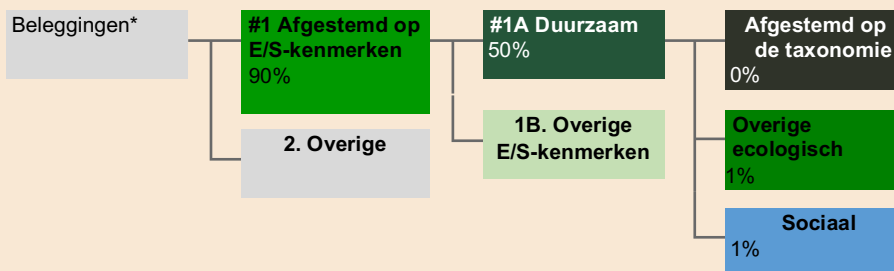 Beleggingen*
#1 Afgestemd op
E/S-kenmerken
90%
2. Overige
#1A Duurzaam
50%
1B. Overige
E/S-kenmerken
Afgestemd op
de taxonomie
0%
Overige
ecologisch
1%
Sociaal
1%